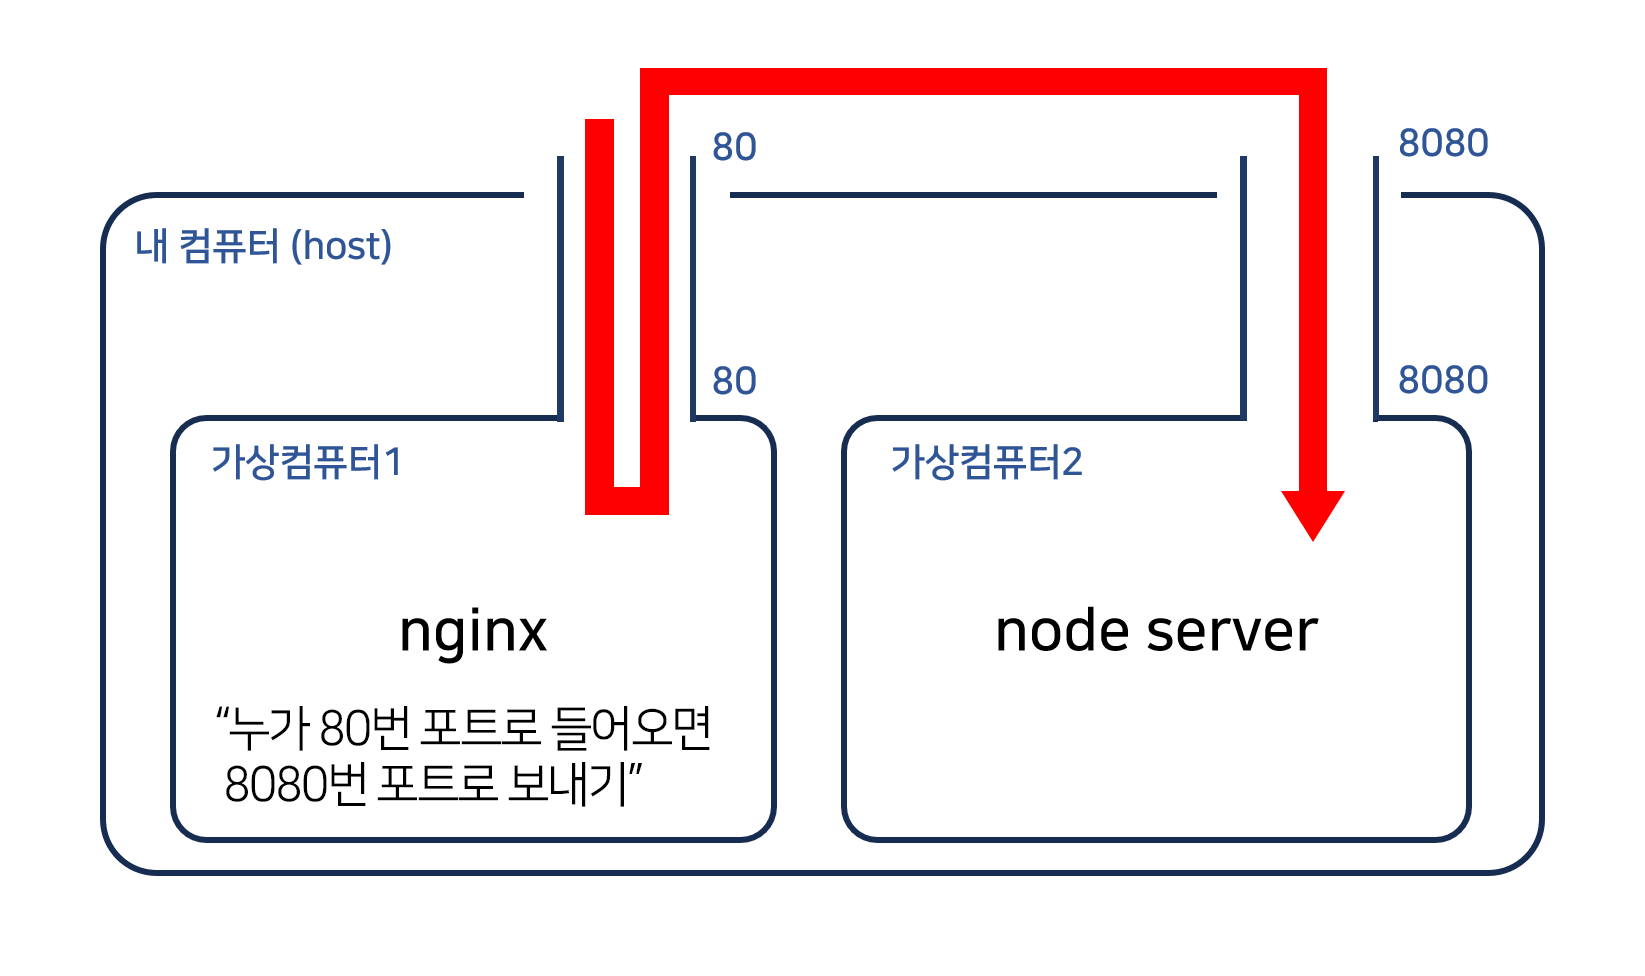 80
8080
내 컴퓨터 (host)
80
8080
가상컴퓨터1
가상컴퓨터2
nginx
node server
“누가 80번 포트로 들어오면
8080번 포트로 보내기”